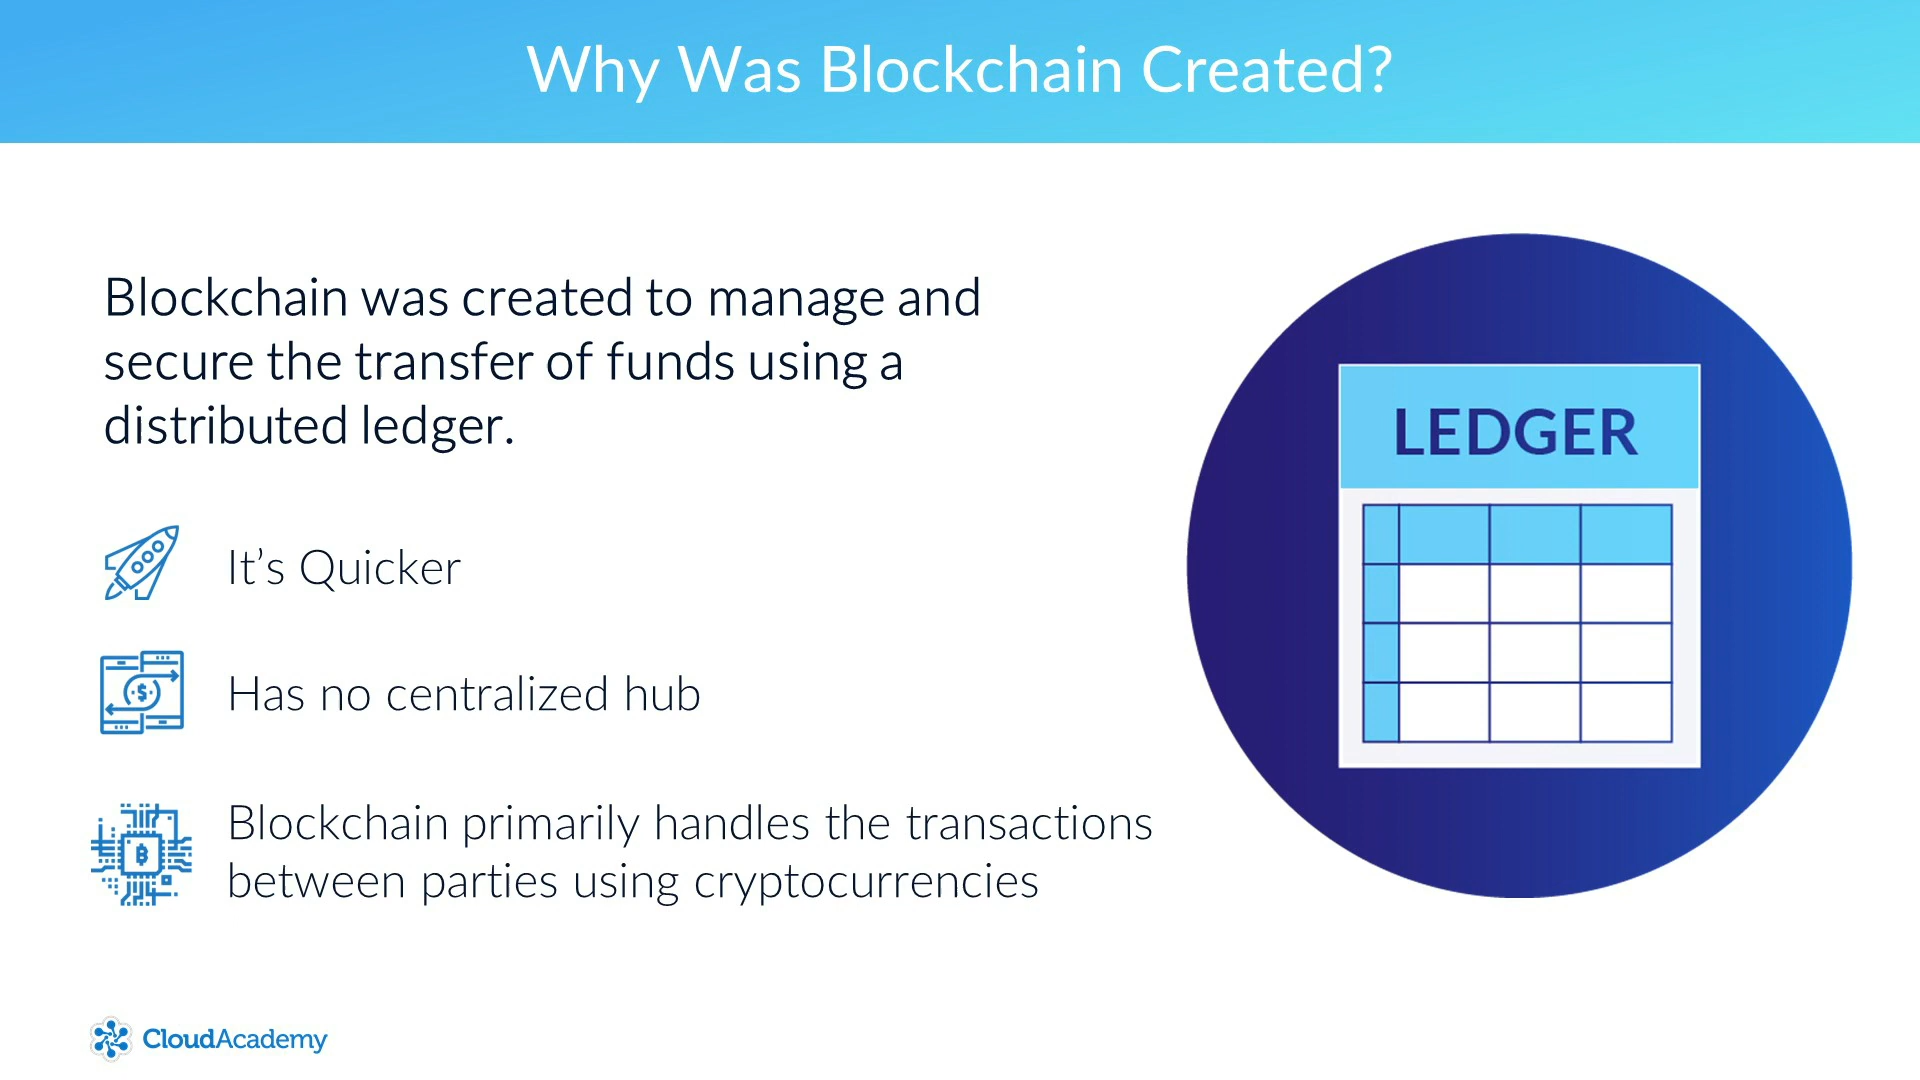 Why Was Blockchain Created?
Blockchain was created to manage and
secure the transfer of funds using a
distributed ledger.
It’s Quicker
Has no centralized hub
Blockchain primarily handles the transactions
between parties using cryptocurrencies
LEDGER
CloudAcademy